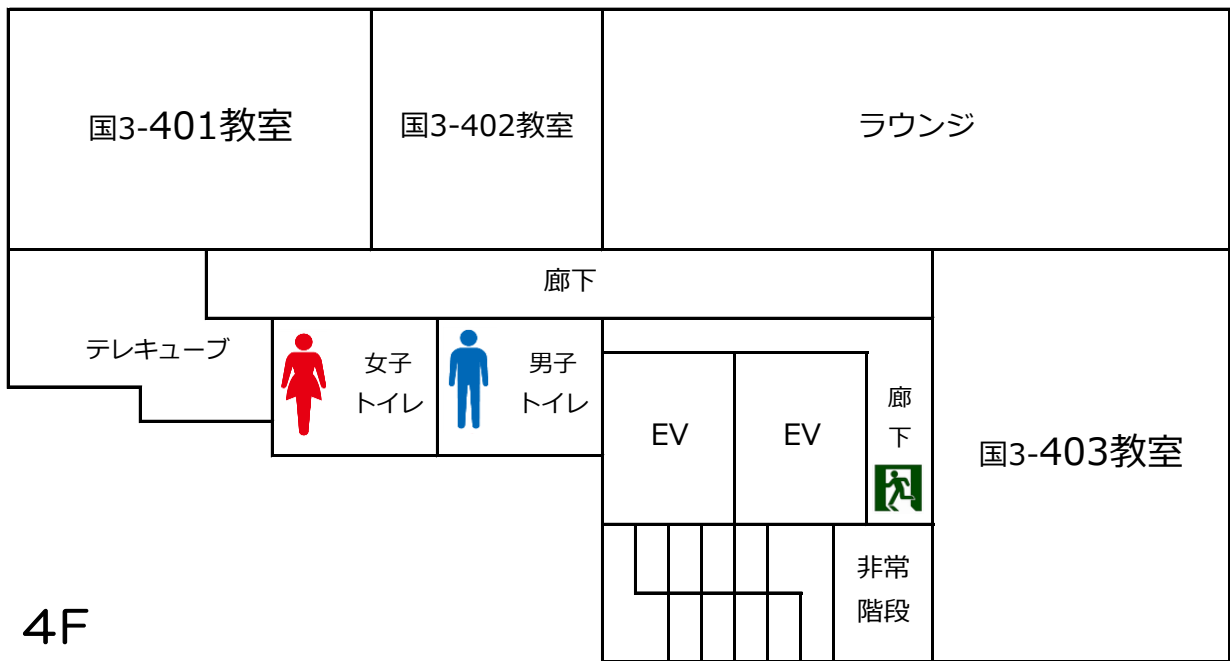 国3-401教室
国3-402教室
ラウンジ
廊下
テレキューブ
女子
トイレ
男子
トイレ
EV
EV
廊
下
国3-403教室
非常
階段
4F